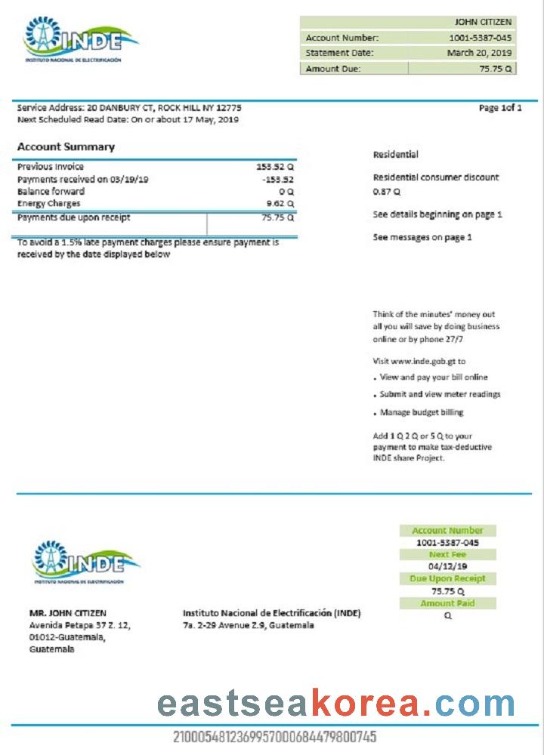 INDE
INSTITUTO NACIONAL DE ELECTRIFICACIÓN
JOHN CITIZEN
Account Number: 1001-5387-045
Statement Date: March 20, 2019
Amount Due: 75.75 Q
Service Address: 20 DANBURY CT, ROCK HILL NY 12775
Page 1of 1
Next Scheduled Read Date: On or about 17 May, 2019
Account Summary
Previous Invoice 153.52 Q
Payments received on 03/19/19 -153.52
Balance forward 0 Q
Energy Charges 9.62 Q
Payments due upon receipt 75.75 Q
To avoid a 1.5% late payment charges please ensure payment is
received by the date displayed below
Residential
Residential consumer discount
0.87 Q
See details beginning on page 1
See messages on page 1
Think of the minutes' money out
all you will save by doing business
online or by phone 27/7
Visit www.inde.gob.gt to
• View and pay your bill online
• Submit and view meter readings
• Manage budget billing
Add 1 Q 2 Q or 5 Q to your
payment to make tax-deductive
INDE share Project.
INDE
INSTITUTO NACIONAL DE ELECTRIFICACIÓN
Account Number
1001-5387-045
Next Fee
04/12/19
Due Upon Receipt
75.75 Q
Amount Paid
Q
MR. JOHN CITIZEN
Avenida Petapa 37 Z. 12,
01012-Guatemala,
Guatemala
Instituto Nacional de Electrificación (INDE)
7a. 2-29 Avenue Z.9, Guatemala
eastseakorea.com
21000548123699570006844798007​45